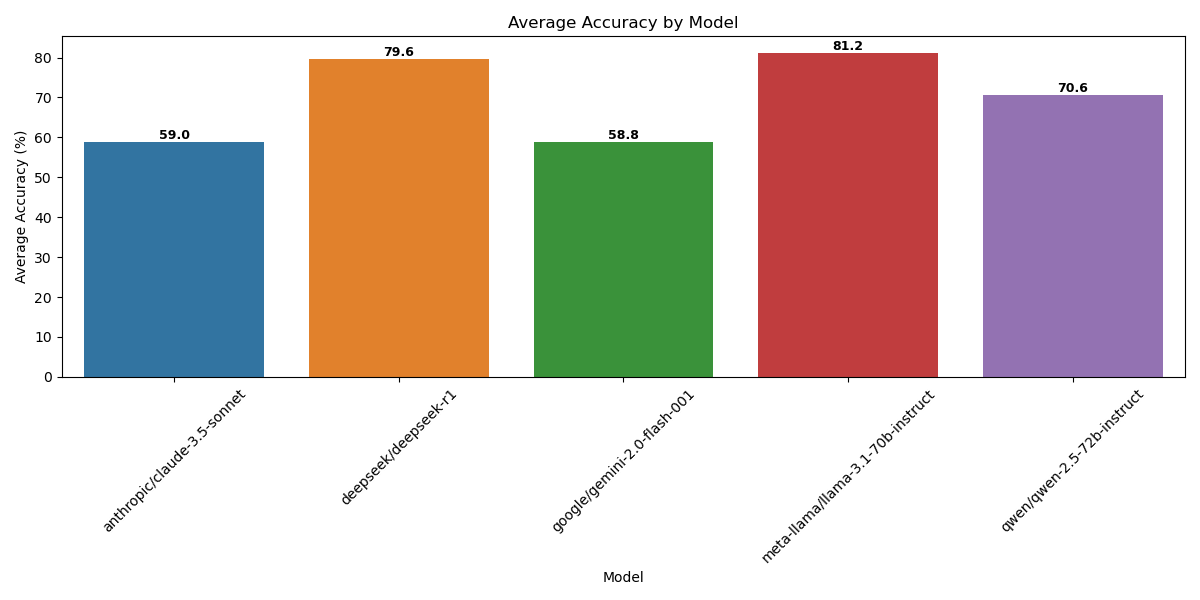 Average Accuracy by Model
Average Accuracy (%)
80
70
60
50
40
30
20
10
0
59.0
79.6
58.8
81.2
70.6
anthropic/claude-3.5-sonnet
deepseek/deepseek-r1
google/gemini-2.0-flash-001
meta-llama/llama-3.1-70b-instruct
qwen/qwen-2.5-72b-instruct
Model